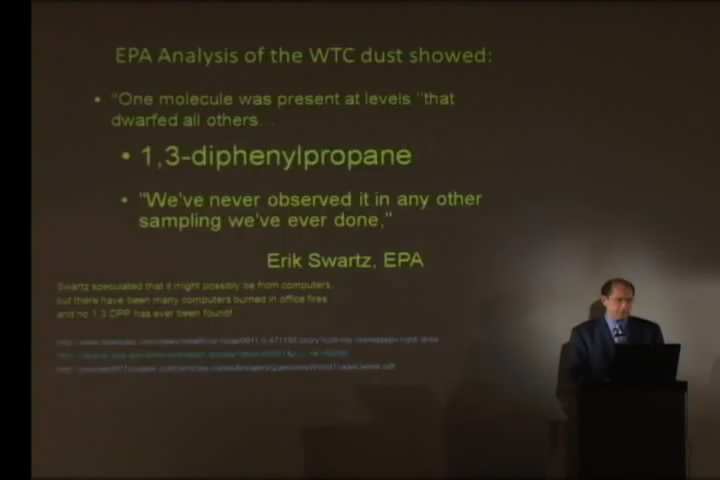 EPA Analysis of the WTC dust showed:
• "One molecule was present at levels "that
dwarfed all others...
• 1,3-diphenylpropane
• "We've never observed it in any other
sampling we've ever done,"
Erik Swartz, EPA
Swartz speculated that it might possibly be from computers,
but there have been many computers burned in office fires
and no 1,3 DPP has ever been found!